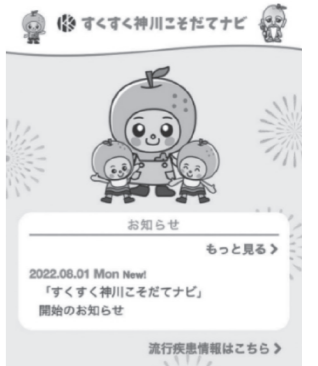 すくすく神川こそだてナビ
お知らせ
もっと見る
2022.08.01 Mon New!
「すくすく神川こそだてナビ」
開始のお知らせ
流行疾患情報はこちら